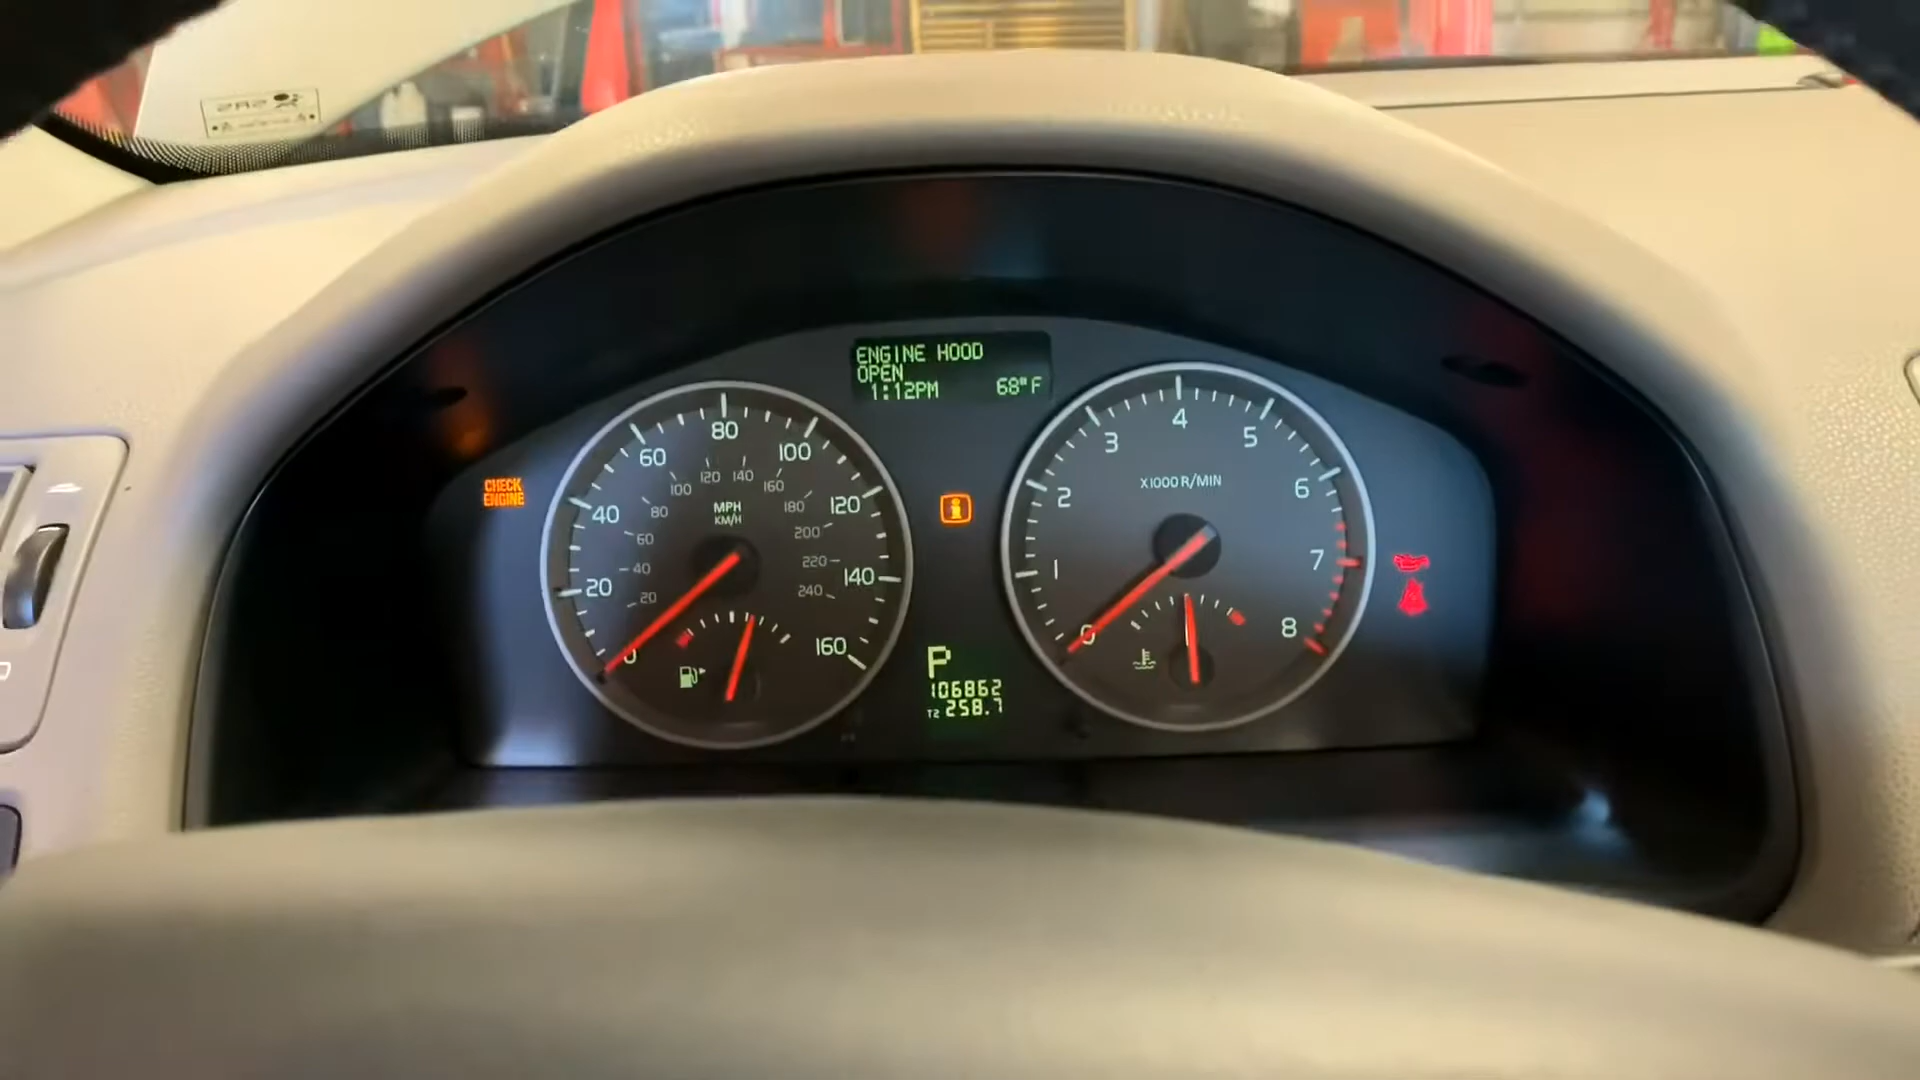 SRS
ENGINE HOOD
OPEN
1:12PM 68°F
CHECK
ENGINE
0
20
40
60
80
100
120
140
160
20
40
60
80
100
120
140
160
180
200
220
240
MPH
KM/H
0
1
2
3
4
5
6
7
8
X1000 R/MIN
P
106862
T2 258.7